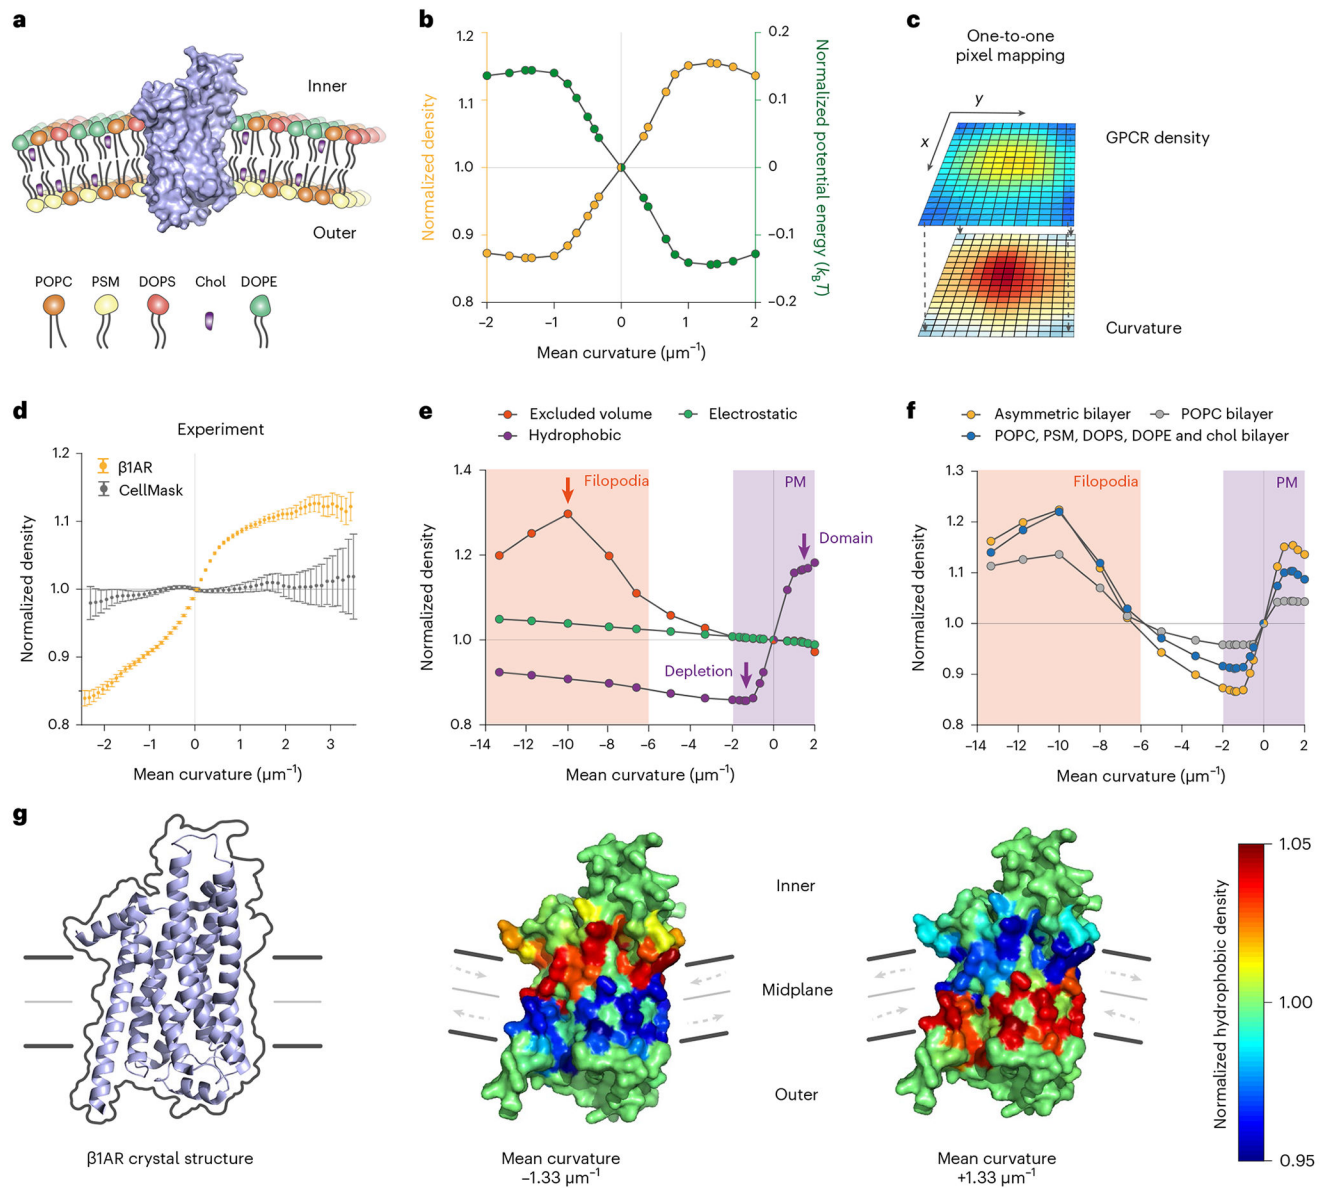 a
Inner
Outer
POPC PSM DOPS Chol DOPE
b
1.2
1.1
1.0
0.9
0.8
Normalized density
0.2
0.1
0
−0.1
−0.2
Normalized potential energy (kBT)
−2 −1 0 1 2
Mean curvature (µm⁻¹)
c
One-to-one
pixel mapping
y
x
GPCR density
Curvature
d
Experiment
β1AR
CellMask
1.2
1.1
1.0
0.9
0.8
Normalized density
−2 −1 0 1 2 3
Mean curvature (µm⁻¹)
e
Excluded volume Electrostatic
Hydrophobic
1.4
1.2
1.0
0.8
Normalized density
Filopodia PM
Domain
Depletion
−14 −12 −10 −8 −6 −4 −2 0 2
Mean curvature (µm⁻¹)
f
Asymmetric bilayer POPC bilayer
POPC, PSM, DOPS, DOPE and chol bilayer
1.3
1.2
1.1
1.0
0.9
0.8
Normalized density
Filopodia PM
−14 −12 −10 −8 −6 −4 −2 0 2
Mean curvature (µm⁻¹)
g
β1AR crystal structure
Inner
Midplane
Outer
Mean curvature
−1.33 µm⁻¹
Mean curvature
+1.33 µm⁻¹
Normalized hydrophobic density
1.05
1.00
0.95